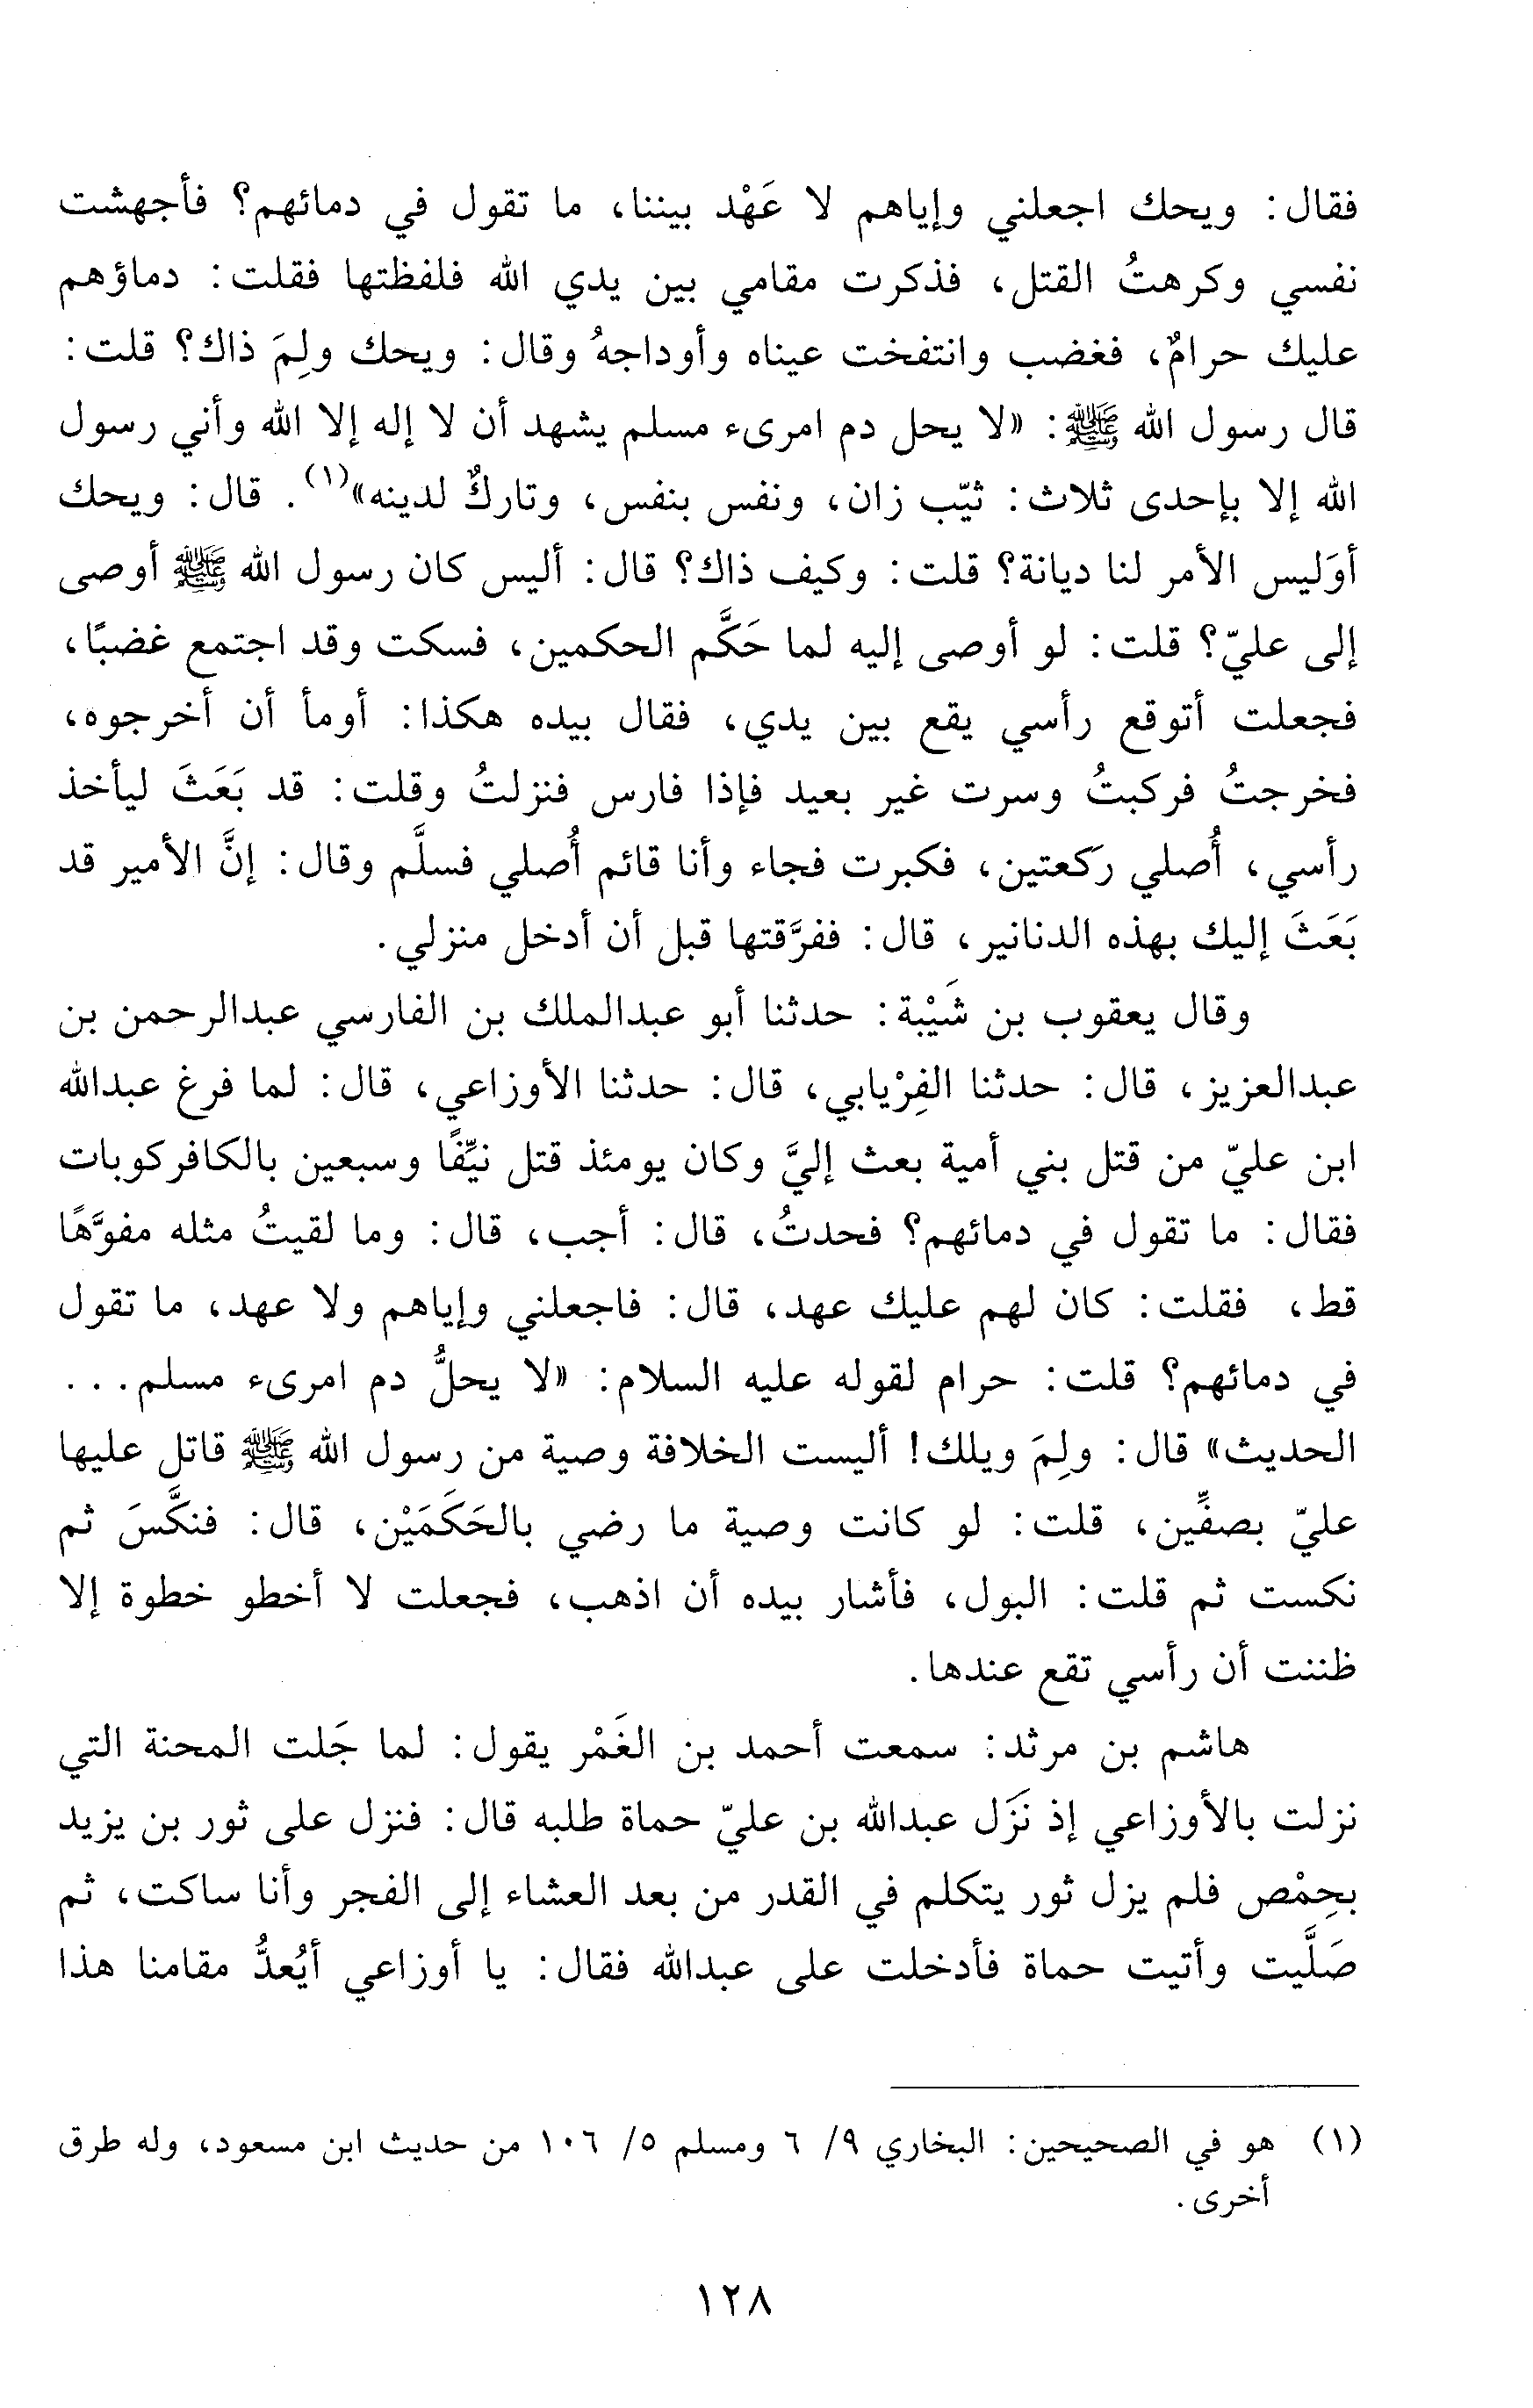 فقال: ويحك اجعلني وإياهم لا عَهْد بيننا، ما تقول في دمائهم؟ فأجهشت
نفسي وكرهتُ القتل، فذكرت مقامي بين يدي الله فلفظتها فقلت: دماؤهم
عليك حرامٌ، فغضب وانتفخت عيناه وأوداجهُ وقال: ويحك ولِمَ ذاك؟ قلت:
قال رسول الله ﷺ: «لا يحل دم امرىء مسلم يشهد أن لا إله إلا الله وأني رسول
الله إلا بإحدى ثلاث: ثيّب زان، ونفس بنفس، وتاركٌ لدينه»(١). قال: ويحك
أوَليس الأمر لنا ديانة؟ قلت: وكيف ذاك؟ قال: أليس كان رسول الله ﷺ أوصى
إلى عليّ؟ قلت: لو أوصى إليه لما حَكَّم الحكمين، فسكت وقد اجتمع غضبًا،
فجعلت أتوقع رأسي يقع بين يدي، فقال بيده هكذا: أومأ أن أخرجوه،
فخرجتُ فركبتُ وسرت غير بعيد فإذا فارس فنزلتُ وقلت: قد بَعَثَ ليأخذ
رأسي، أُصلي ركعتين، فكبرت فجاء وأنا قائم أُصلي فسلَّم وقال: إنَّ الأمير قد
بَعَثَ إليك بهذه الدنانير، قال: ففرَّقتها قبل أن أدخل منزلي.
وقال يعقوب بن شَيْبة: حدثنا أبو عبدالملك بن الفارسي عبدالرحمن بن
عبدالعزيز، قال: حدثنا الفِرْيابي، قال: حدثنا الأوزاعي، قال: لما فرغ عبدالله
ابن عليّ من قتل بني أمية بعث إليَّ وكان يومئذ قتل نيِّفًا وسبعين بالكافركوبات
فقال: ما تقول في دمائهم؟ فحدتُ، قال: أجب، قال: وما لقيتُ مثله مفوَّهًا
قط، فقلت: كان لهم عليك عهد، قال: فاجعلني وإياهم ولا عهد، ما تقول
في دمائهم؟ قلت: حرام لقوله عليه السلام: «لا يحلُّ دم امرىء مسلم...
الحديث» قال: ولِمَ ويلك! أليست الخلافة وصية من رسول الله ﷺ قاتل عليها
عليّ بصفِّين، قلت: لو كانت وصية ما رضي بالحَكَمَيْن، قال: فنكَّسَ ثم
نكست ثم قلت: البول، فأشار بيده أن اذهب، فجعلت لا أخطو خطوة إلا
ظننت أن رأسي تقع عندها.
هاشم بن مرثد: سمعت أحمد بن الغَمْر يقول: لما جَلت المحنة التي
نزلت بالأوزاعي إذ نَزَل عبدالله بن عليّ حماة طلبه قال: فنزل على ثور بن يزيد
بحِمْص فلم يزل ثور يتكلم في القدر من بعد العشاء إلى الفجر وأنا ساكت، ثم
صَلَّيت وأتيت حماة فأدخلت على عبدالله فقال: يا أوزاعي أيُعدُّ مقامنا هذا
(١) هو في الصحيحين: البخاري ٩/ ٦ ومسلم ٥/ ١٠٦ من حديث ابن مسعود، وله طرق
أخرى.
١٢٨